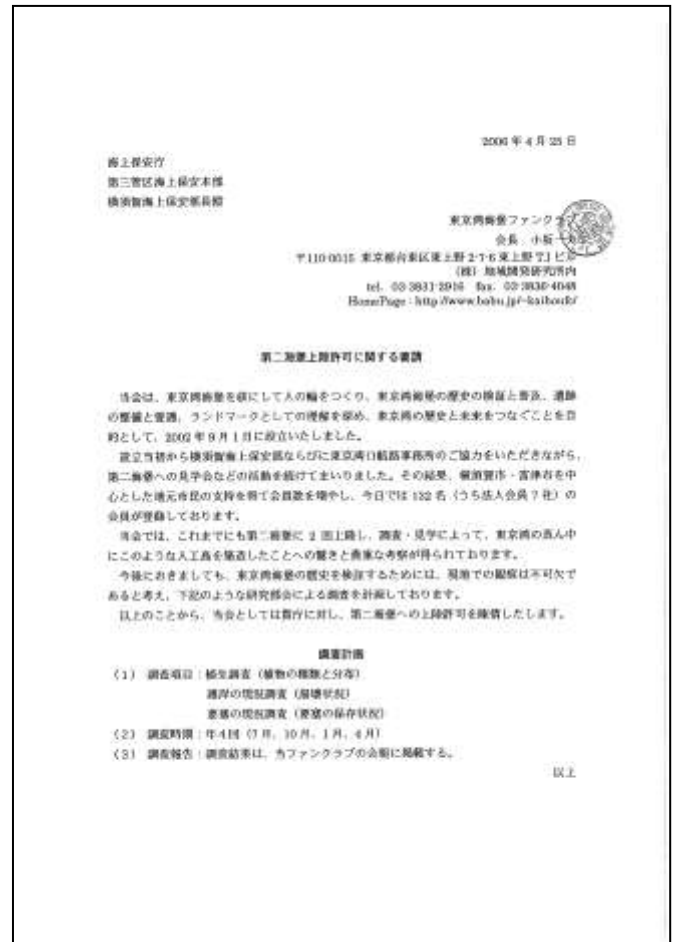 2006年4月25日
海上保安庁
第三管区海上保安本部
横須賀海上保安部長殿
東京湾海堡ファンクラブ
会長 小坂一夫
〒110-0015 東京都台東区東上野2-7-6 東上野T.Iビル
(株)地域開発研究所内
tel. 03-3831-2916 fax. 03-3836-4048
HomePage : http://www.babu.jp/~kaihoufc/
第二海堡上陸許可に関する要請
当会は、東京湾海堡を核にして人の輪をつくり、東京湾海堡の歴史の検証と普及、遺跡
の整備と愛護、ランドマークとしての理解を深め、東京湾の歴史と未来をつなぐことを目
的として、2002年9月1日に設立いたしました。
設立当初から横須賀海上保安部ならびに東京湾口航路事務所のご協力をいただきながら、
第二海堡への見学会などの活動を続けてまいりました。その結果、横須賀市・富津市を中
心とした地元市民の支持を得て会員数を増やし、今日では132名(うち法人会員7社)の
会員が登録しております。
当会では、これまでにも第二海堡に2回上陸し、調査・見学によって、東京湾の真ん中
にこのような人工島を築造したことへの驚きと貴重な考察が得られております。
今後におきましても、東京湾海堡の歴史を検証するためには、現地での観察は不可欠で
あると考え、下記のような研究部会による調査を計画しております。
以上のことから、当会としては貴庁に対し、第二海堡への上陸許可を陳情したします。
調査計画
(1) 調査項目:植生調査(植物の種類と分布)
護岸の現況調査(崩壊状況)
要塞の現況調査(要塞の保存状況)
(2) 調査時期:年4回(7月、10月、1月、4月)
(3) 調査報告:調査結果は、当ファンクラブの会報に掲載する。
以上